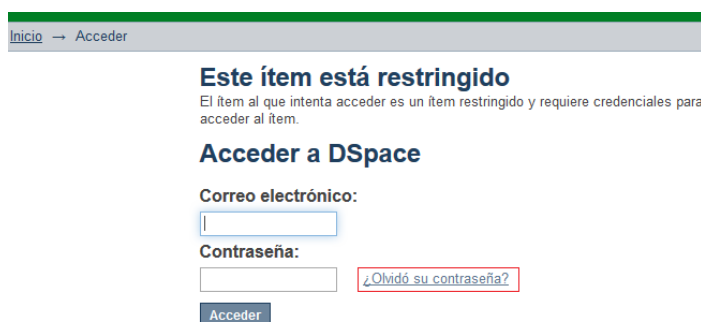 Inicio → Acceder
Este ítem está restringido
El ítem al que intenta acceder es un ítem restringido y requiere credenciales para
acceder al ítem.
Acceder a DSpace
Correo electrónico:
Contraseña:
¿Olvidó su contraseña?
Acceder